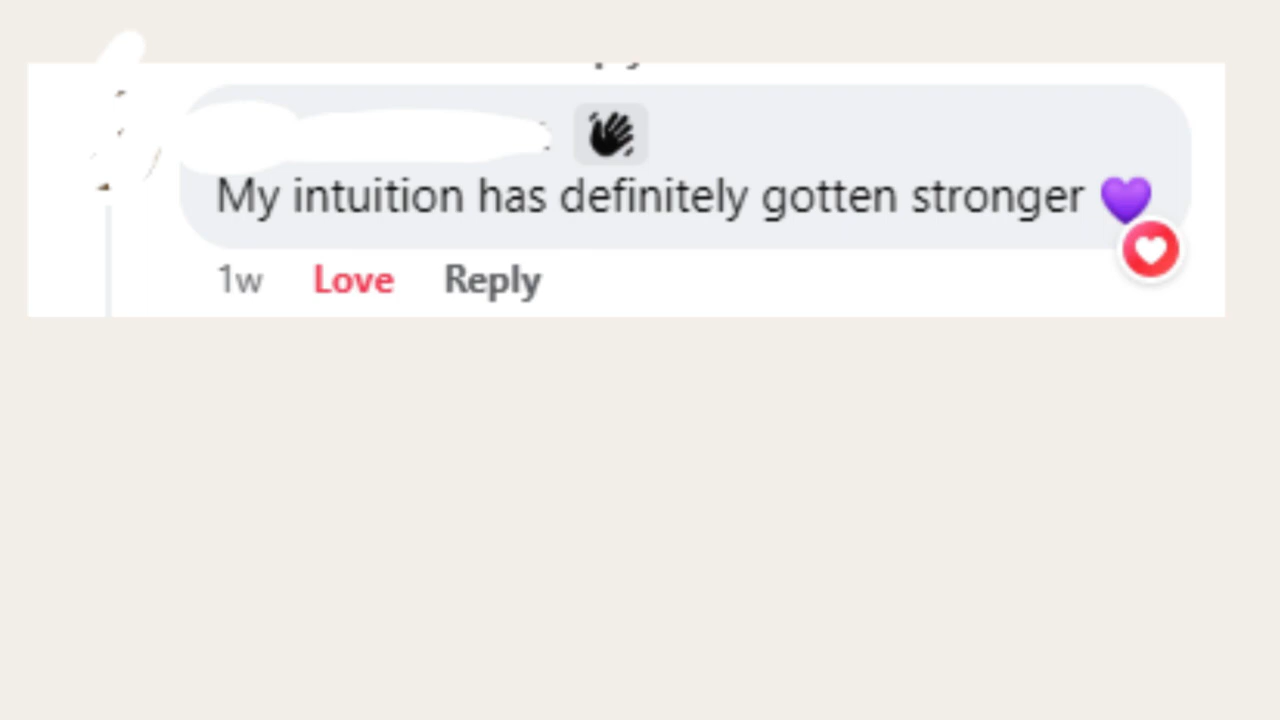 My intuition has definitely gotten stronger 💜
1w Love Reply